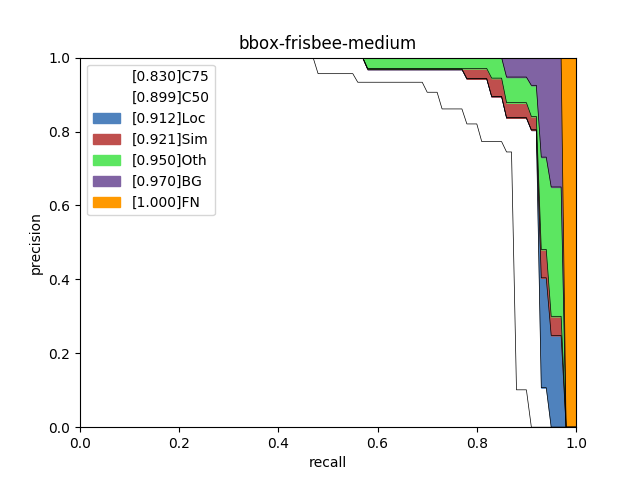 bbox-frisbee-medium
1.0
0.8
0.6
0.4
0.2
0.0
precision
[0.830]C75
[0.899]C50
[0.912]Loc
[0.921]Sim
[0.950]Oth
[0.970]BG
[1.000]FN
0.0 0.2 0.4 0.6 0.8 1.0
recall